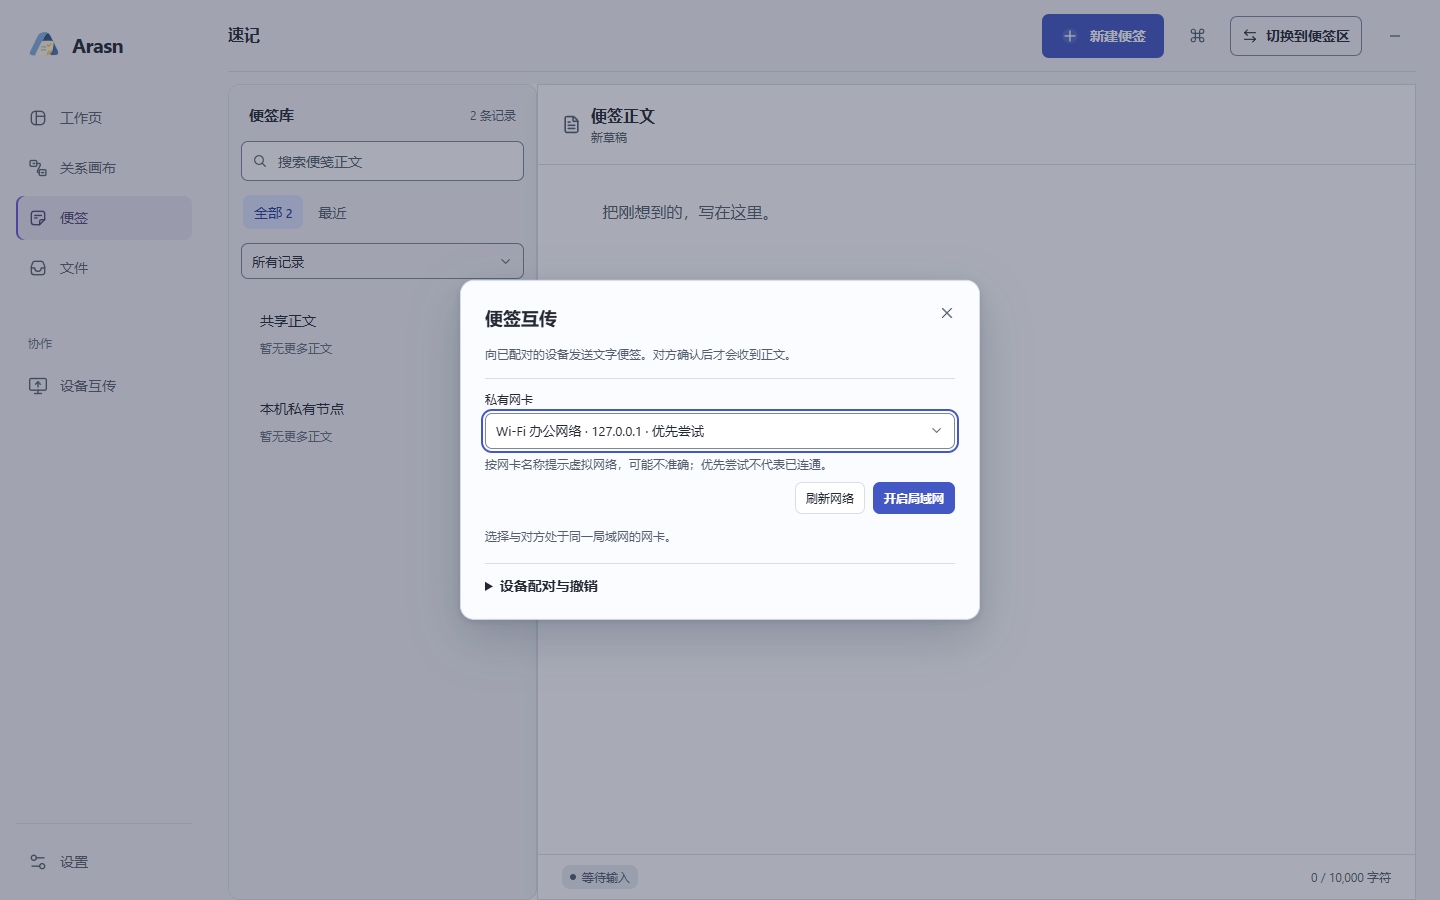 Arasn
工作页
关系画布
便签
文件
协作
设备互传
设置
速记
新建便签
切换到便签区
便签库
2 条记录
搜索便笺正文
全部 2
最近
所有记录
共享正文
暂无更多正文
本机私有节点
暂无更多正文
便签正文
新草稿
把刚想到的，写在这里。
便签互传
向已配对的设备发送文字便签。对方确认后才会收到正文。
私有网卡
Wi-Fi 办公网络 · 127.0.0.1 · 优先尝试
按网卡名称提示虚拟网络，可能不准确；优先尝试不代表已连通。
刷新网络
开启局域网
选择与对方处于同一局域网的网卡。
设备配对与撤销
等待输入
0 / 10,000 字符